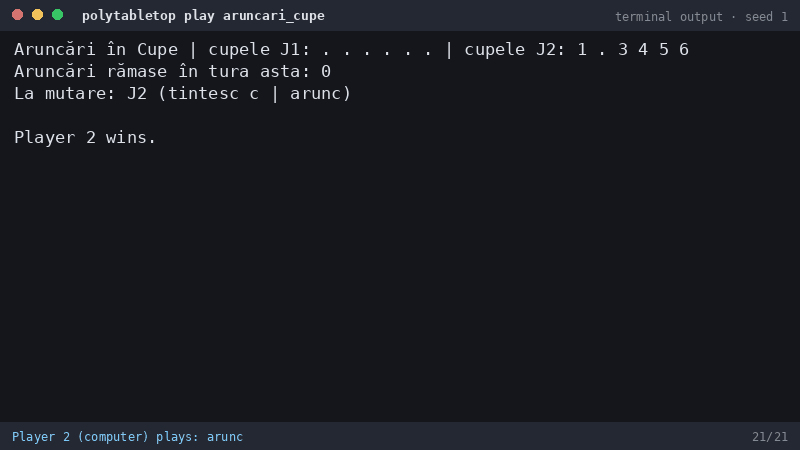 polytabletop play aruncari_cupe
terminal output · seed 1
Aruncări în Cupe | cupele J1: . . . . . . | cupele J2: 1 . 3 4 5 6
Aruncări rămase în tura asta: 0
La mutare: J2 (tintesc c | arunc)
Player 2 wins.
Player 2 (computer) plays: arunc
21/21